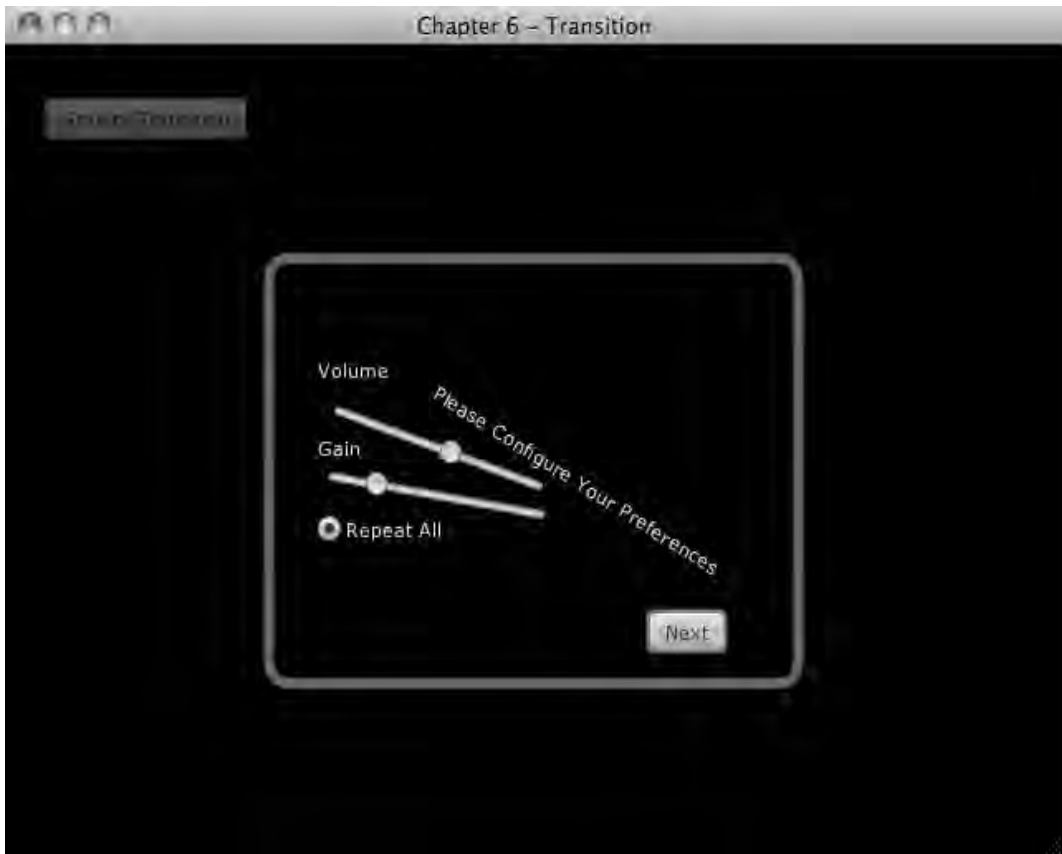 Chapter 6 – Transition
Volume
Please Configure Your Preferences
Gain
Repeat All
Next